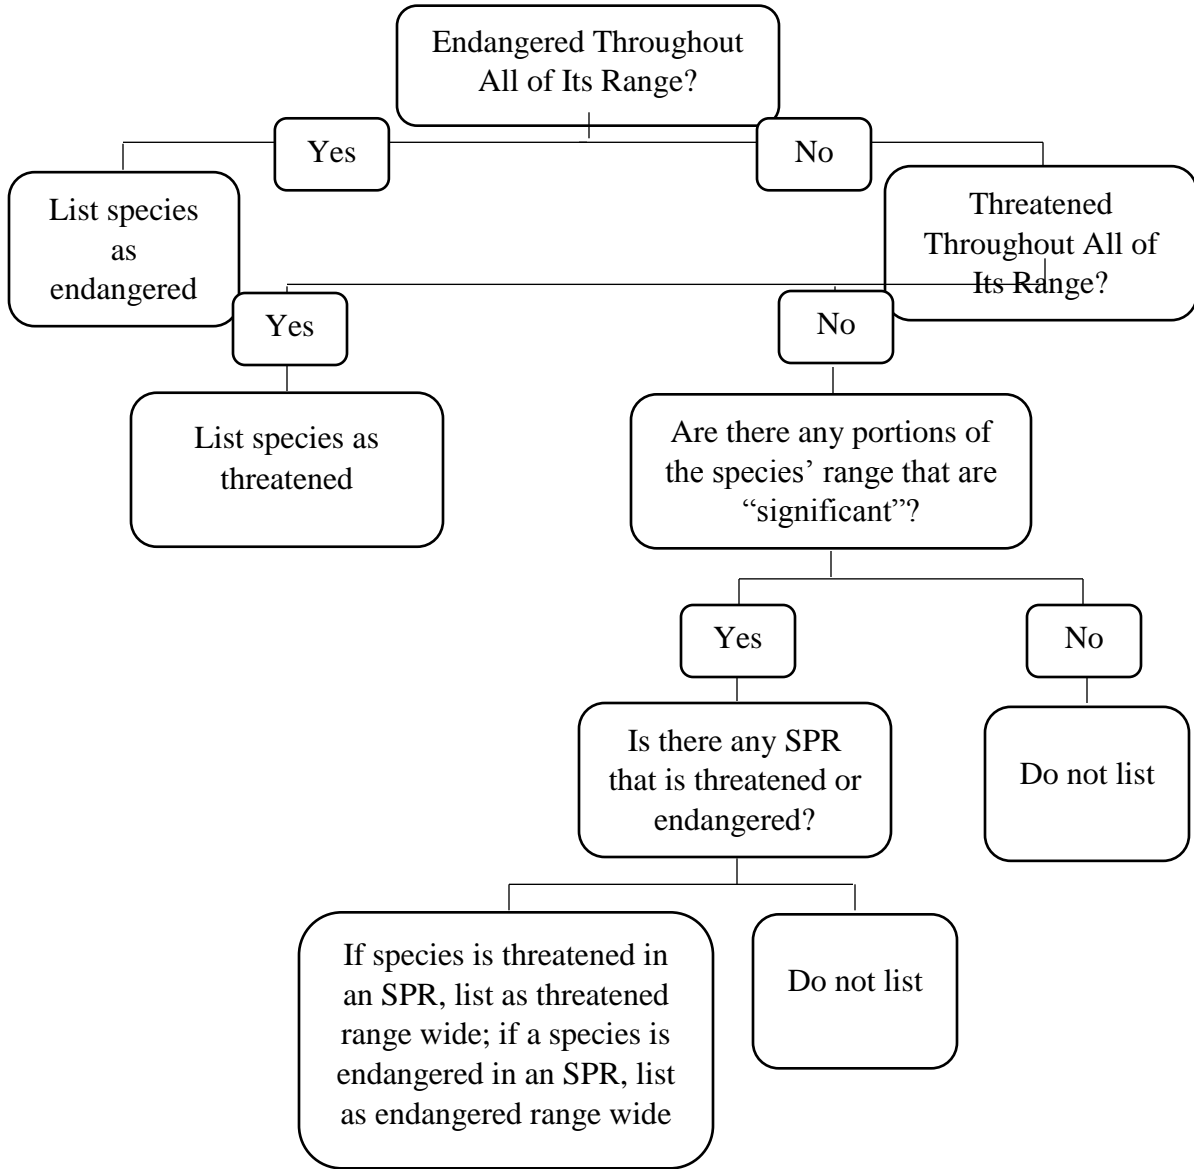 Endangered Throughout
All of Its Range?
Yes
No
List species
as
endangered
Threatened
Throughout All of
Its Range?
Yes
No
List species as
threatened
Are there any portions of
the species’ range that are
“significant”?
Yes
No
Is there any SPR
that is threatened or
endangered?
Do not list
If species is threatened in
an SPR, list as threatened
range wide; if a species is
endangered in an SPR, list
as endangered range wide
Do not list